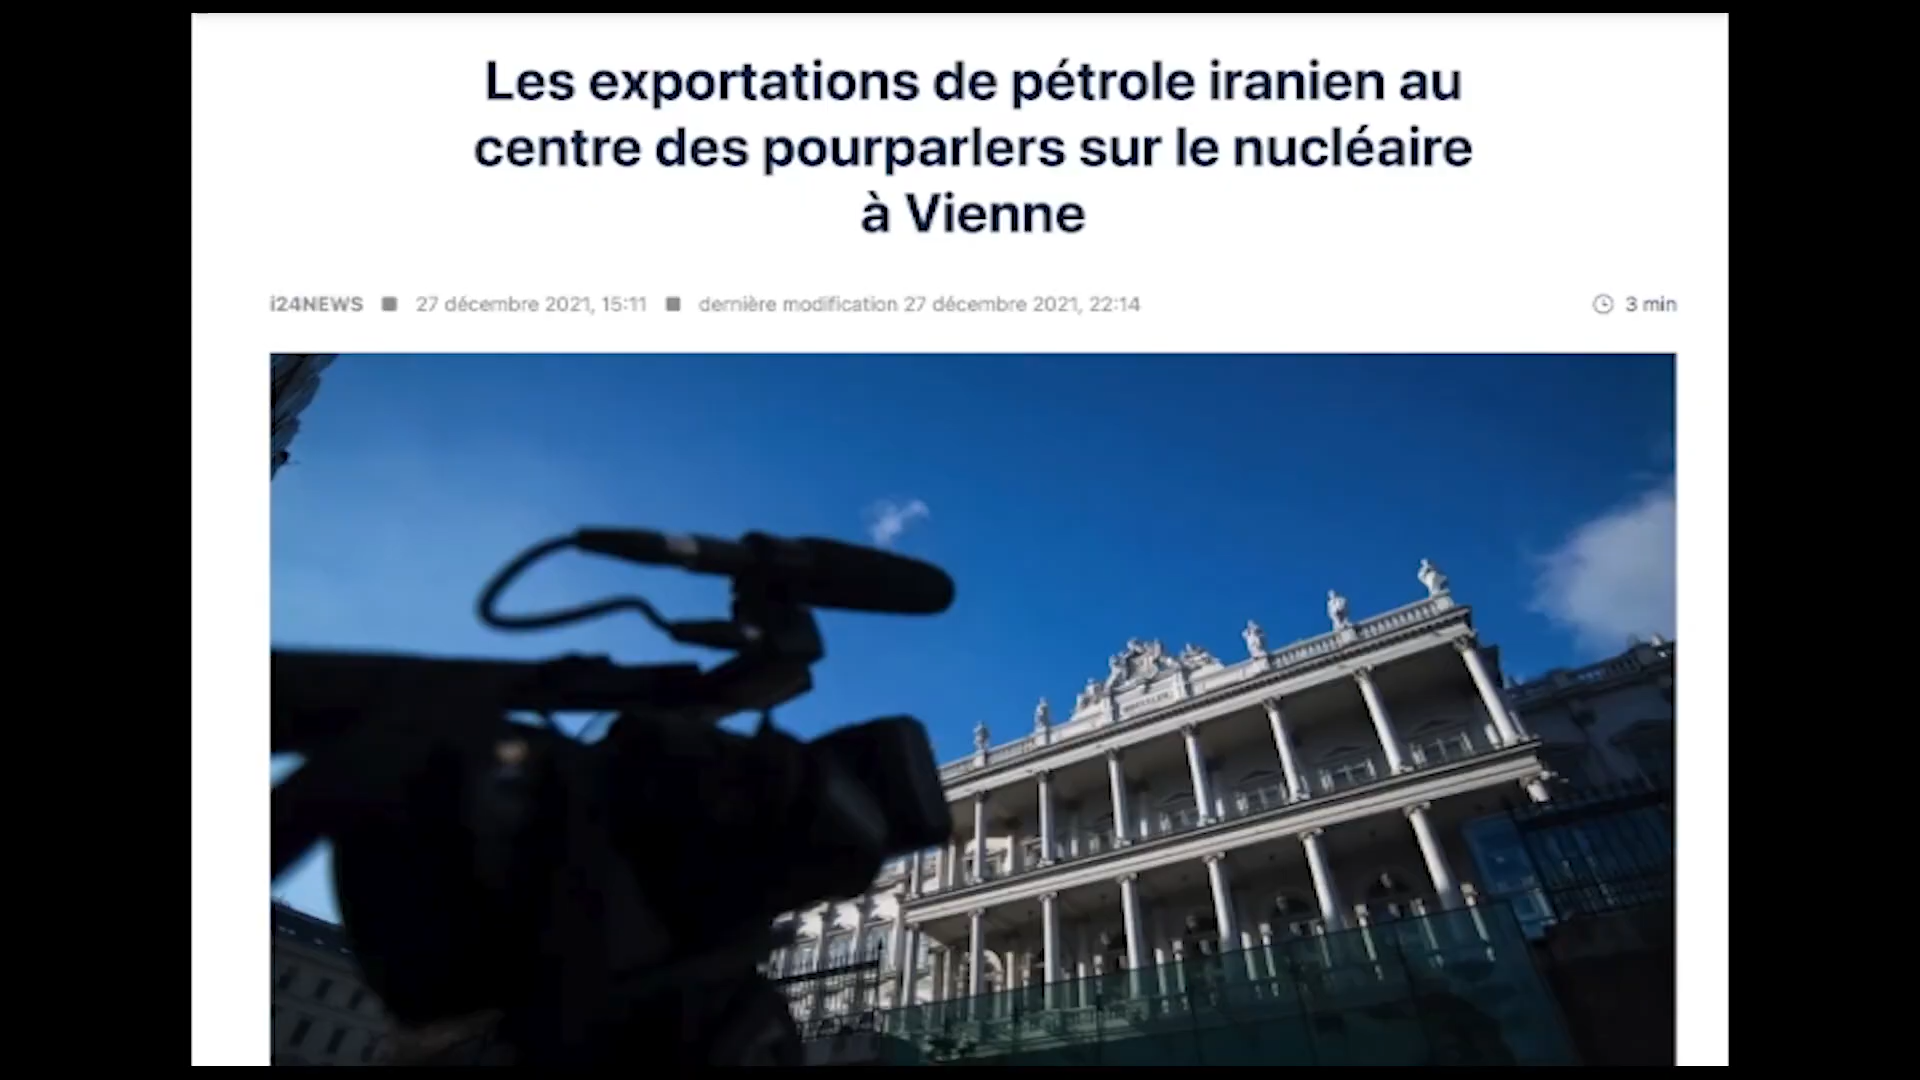 Les exportations de pétrole iranien au
centre des pourparlers sur le nucléaire
à Vienne
i24NEWS ■ 27 décembre 2021, 15:11 ■ dernière modification 27 décembre 2021, 22:14 3 min